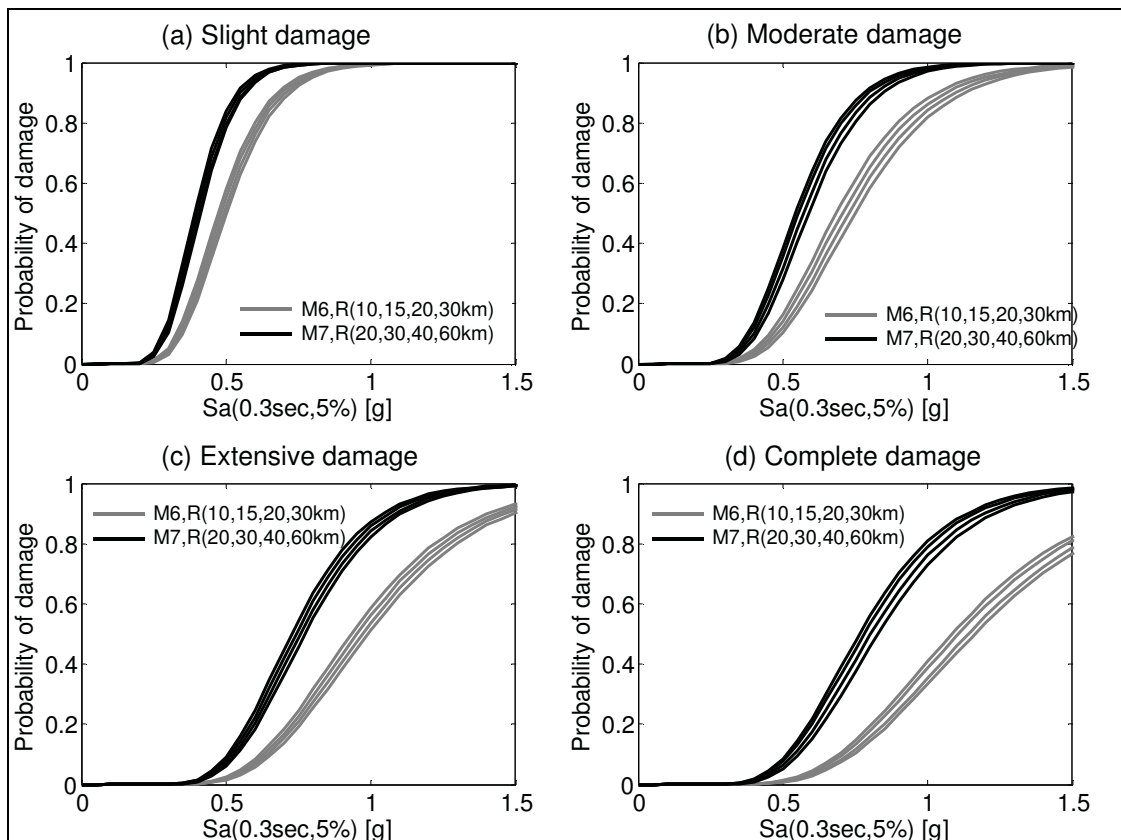 (a) Slight damage
1
0.8
0.6
0.4
0.2
0
Probability of damage
M6,R(10,15,20,30km)
M7,R(20,30,40,60km)
0 0.5 1 1.5
Sa(0.3sec,5%) [g]
(b) Moderate damage
1
0.8
0.6
0.4
0.2
0
Probability of damage
M6,R(10,15,20,30km)
M7,R(20,30,40,60km)
0 0.5 1 1.5
Sa(0.3sec,5%) [g]
(c) Extensive damage
1
0.8
0.6
0.4
0.2
0
Probability of damage
M6,R(10,15,20,30km)
M7,R(20,30,40,60km)
0 0.5 1 1.5
Sa(0.3sec,5%) [g]
(d) Complete damage
1
0.8
0.6
0.4
0.2
0
Probability of damage
M6,R(10,15,20,30km)
M7,R(20,30,40,60km)
0 0.5 1 1.5
Sa(0.3sec,5%) [g]